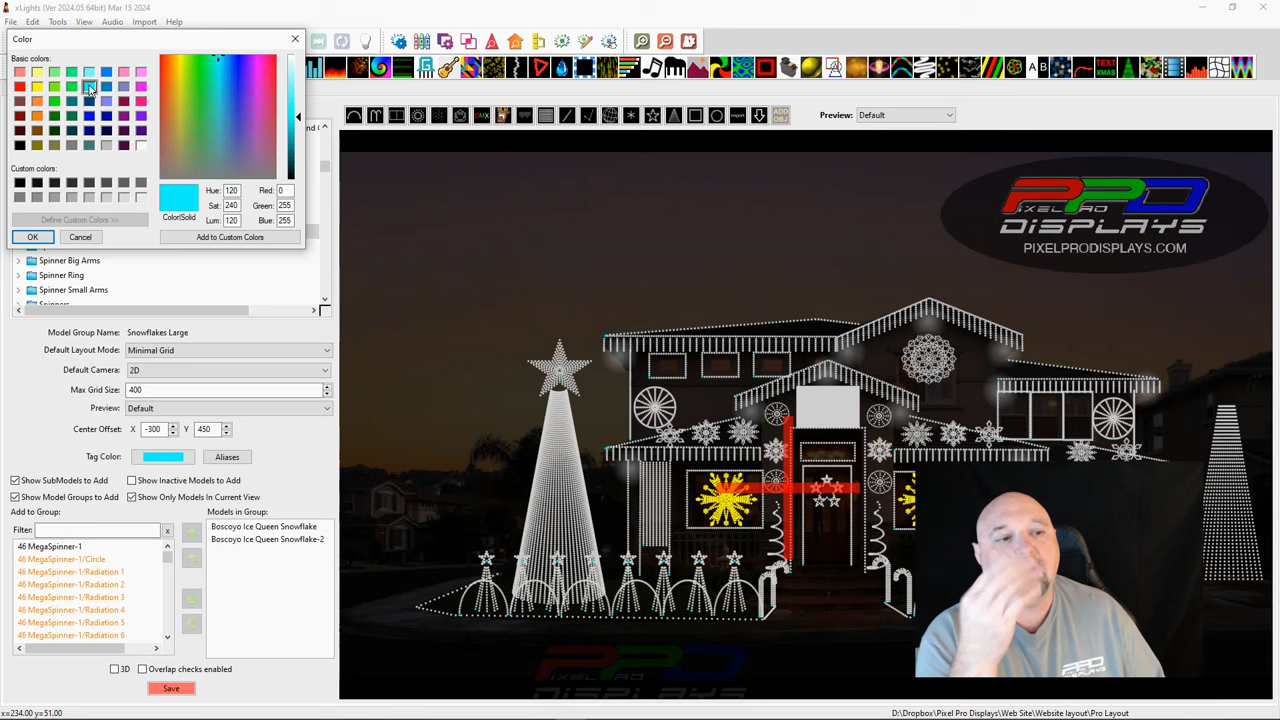 xLights (Ver 2024.05 64bit) Mar 15 2024
File Edit Tools View Audio Import Help
Color
Basic colors:
Custom colors:
Define Custom Colors >>
OK Cancel
Hue: 120 Red: 0
Sat: 240 Green: 255
Lum: 120 Blue: 255
Color|Solid
Add to Custom Colors
Preview: Default
ADD OBJ
Spinner Big Arms
Spinner Ring
Spinner Small Arms
Spinners
Model Group Name: Snowflakes Large
Default Layout Mode: Minimal Grid
Default Camera: 2D
Max Grid Size: 400
Preview: Default
Center Offset: X -300 Y 450
Tag Color: Aliases
Show SubModels to Add Show Inactive Models to Add
Show Model Groups to Add Show Only Models In Current View
Add to Group: Models in Group:
Filter: x
46 MegaSpinner-1
46 MegaSpinner-1/Circle
46 MegaSpinner-1/Radiation 1
46 MegaSpinner-1/Radiation 2
46 MegaSpinner-1/Radiation 3
46 MegaSpinner-1/Radiation 4
46 MegaSpinner-1/Radiation 5
46 MegaSpinner-1/Radiation 6
Boscoyo Ice Queen Snowflake
Boscoyo Ice Queen Snowflake-2
3D Overlap checks enabled
Save
PPD
PIXEL PRO
DISPLAYS
PIXELPRODISPLAYS.COM
x=234.00 y=51.00
D:\Dropbox\Pixel Pro Displays\Web Site\Website layout\Pro Layout